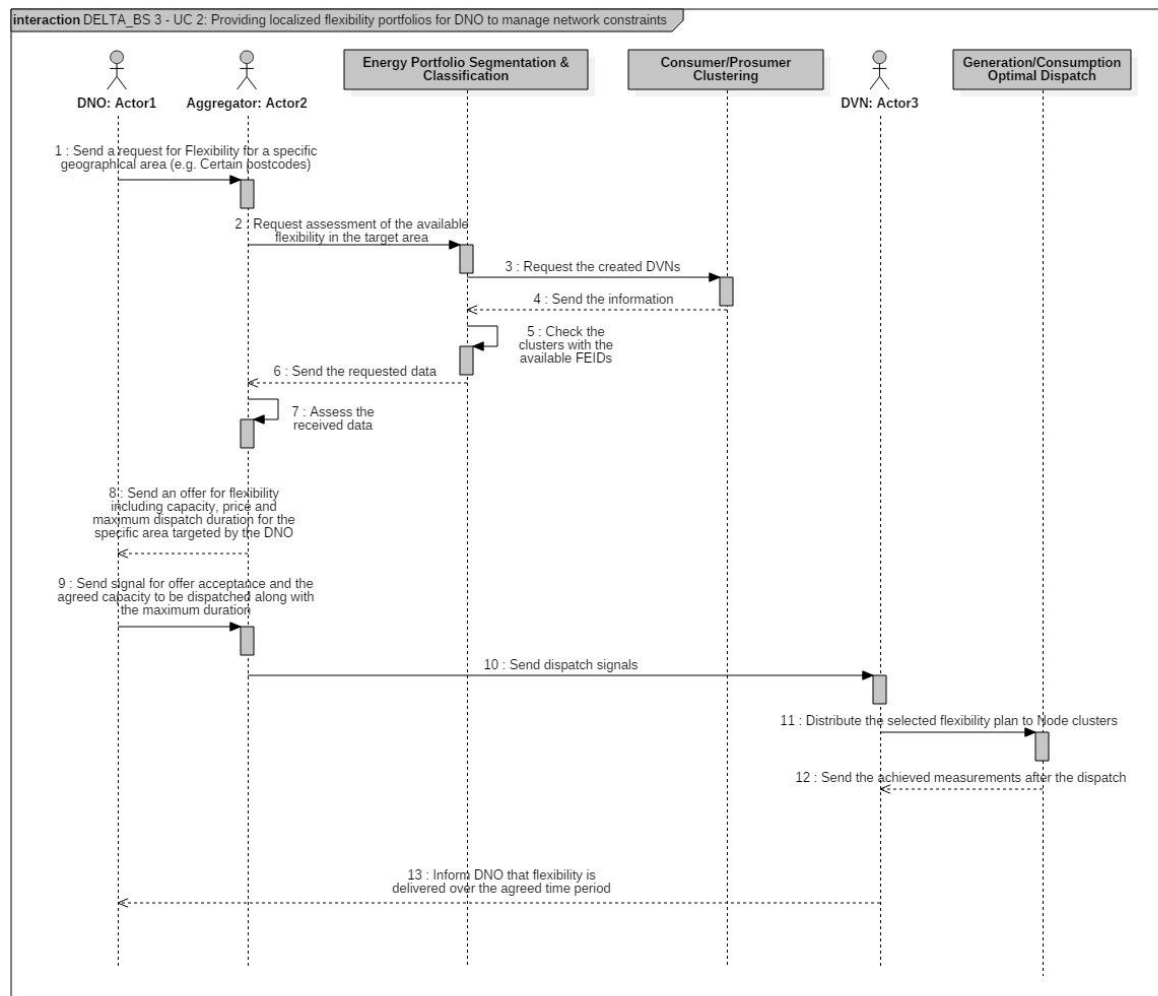 interaction DELTA_BS 3 - UC 2: Providing localized flexibility portfolios for DNO to manage network constraints
DNO: Actor1
Aggregator: Actor2
Energy Portfolio Segmentation &
Classification
Consumer/Prosumer
Clustering
DVN: Actor3
Generation/Consumption
Optimal Dispatch
1 : Send a request for Flexibility for a specific
geographical area (e.g. Certain postcodes)
2 : Request assessment of the available
flexibility in the target area
3 : Request the created DVNs
4 : Send the information
5 : Check the
clusters with the
available FEIDs
6 : Send the requested data
7 : Assess the
received data
8 : Send an offer for flexibility
including capacity, price and
maximum dispatch duration for the
specific area targeted by the DNO
9 : Send signal for offer acceptance and the
agreed capacity to be dispatched along with
the maximum duration
10 : Send dispatch signals
11 : Distribute the selected flexibility plan to Node clusters
12 : Send the achieved measurements after the dispatch
13 : Inform DNO that flexibility is
delivered over the agreed time period